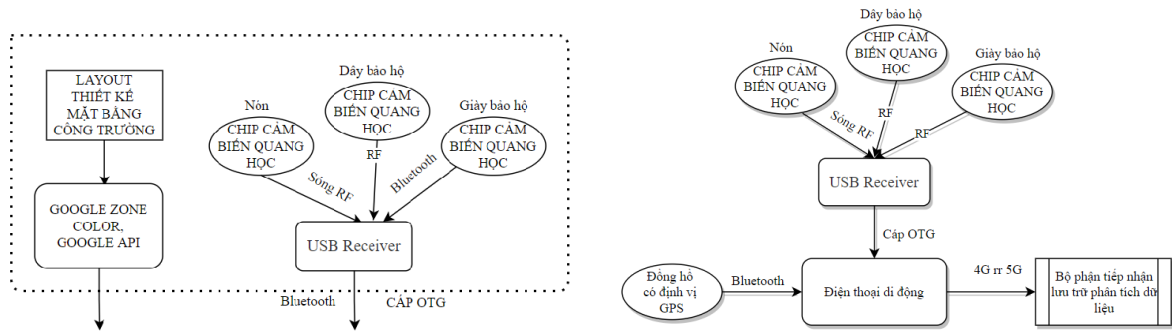 LAYOUT
THIẾT KẾ
MẶT BẰNG
CÔNG TRƯỜNG
GOOGLE ZONE
COLOR,
GOOGLE API
Nón
CHIP CẢM
BIẾN QUANG
HỌC
Dây bảo hộ
CHIP CẢM
BIẾN QUANG
HỌC
Giày bảo hộ
CHIP CẢM
BIẾN QUANG
HỌC
Sóng RF
RF
Bluetooth
USB Receiver
Bluetooth
CÁP OTG
Dây bảo hộ
CHIP CẢM
BIẾN QUANG
HỌC
Nón
CHIP CẢM
BIẾN QUANG
HỌC
Giày bảo hộ
CHIP CẢM
BIẾN QUANG
HỌC
Sóng RF
RF
RF
USB Receiver
Cáp OTG
Đồng hồ
có định vị
GPS
Bluetooth
Điện thoại di động
4G rr 5G
Bộ phận tiếp nhận
lưu trữ phân tích dữ
liệu